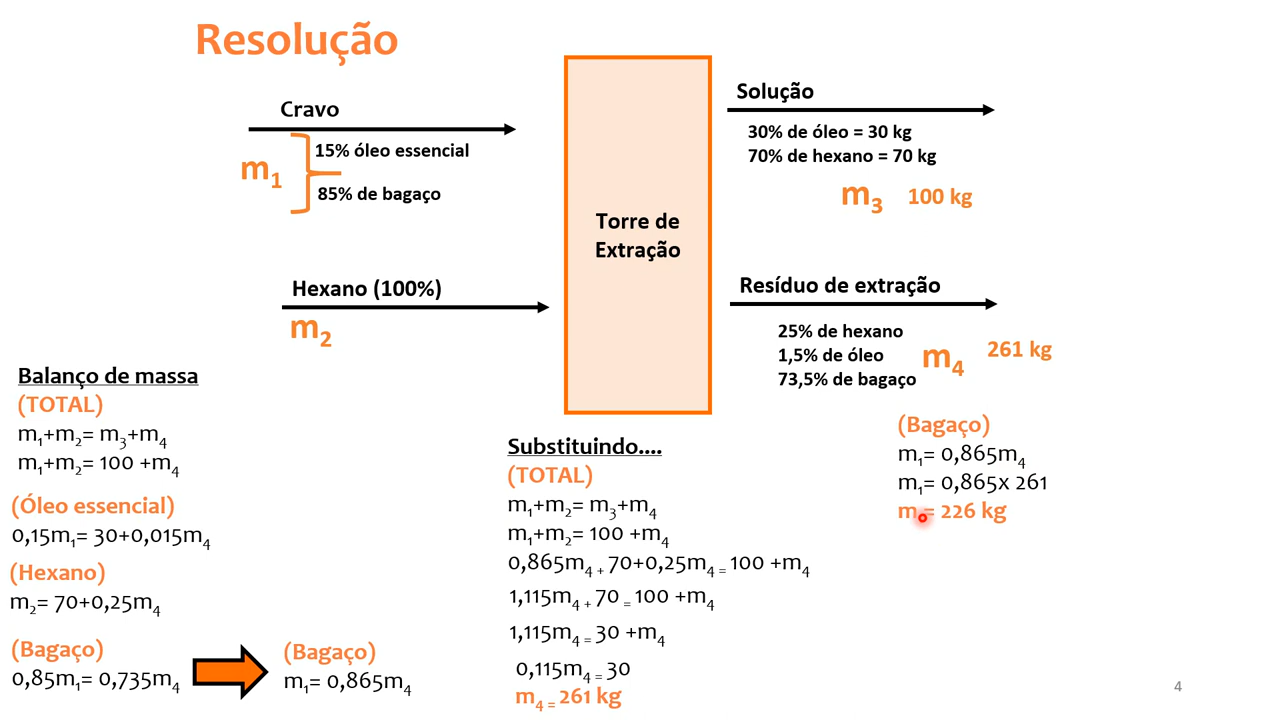 Resolução
Cravo
m1
15% óleo essencial
85% de bagaço
Hexano (100%)
m2
Torre de
Extração
Solução
30% de óleo = 30 kg
70% de hexano = 70 kg
m3 100 kg
Resíduo de extração
25% de hexano
1,5% de óleo
73,5% de bagaço
m4 261 kg
Balanço de massa
(TOTAL)
m1+m2= m3+m4
m1+m2= 100 +m4
(Óleo essencial)
0,15m1= 30+0,015m4
(Hexano)
m2= 70+0,25m4
(Bagaço)
0,85m1= 0,735m4
(Bagaço)
m1= 0,865m4
Substituindo....
(TOTAL)
m1+m2= m3+m4
m1+m2= 100 +m4
0,865m4 + 70+0,25m4 = 100 +m4
1,115m4 + 70 = 100 +m4
1,115m4 = 30 +m4
0,115m4 = 30
m4 = 261 kg
(Bagaço)
m1= 0,865m4
m1= 0,865x 261
m = 226 kg
4